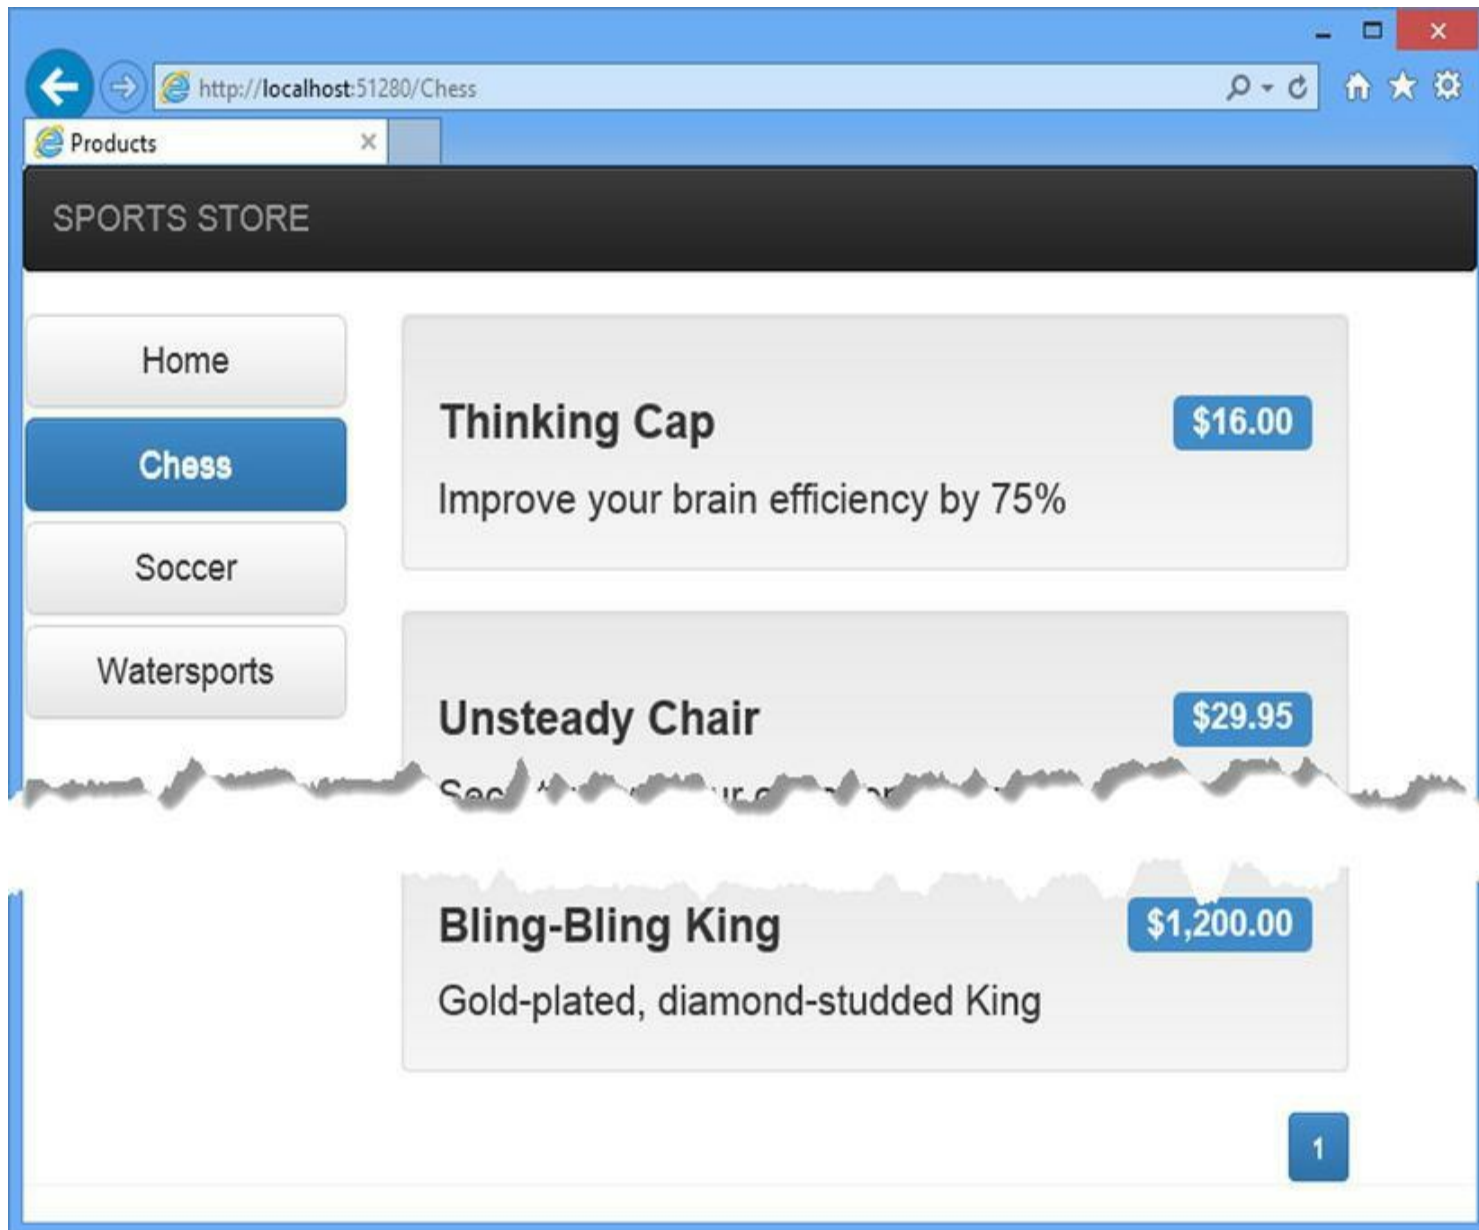 http://localhost:51280/Chess
Products
SPORTS STORE
Home
Chess
Soccer
Watersports
Thinking Cap
$16.00
Improve your brain efficiency by 75%
Unsteady Chair
$29.95
Bling-Bling King
$1,200.00
Gold-plated, diamond-studded King
1